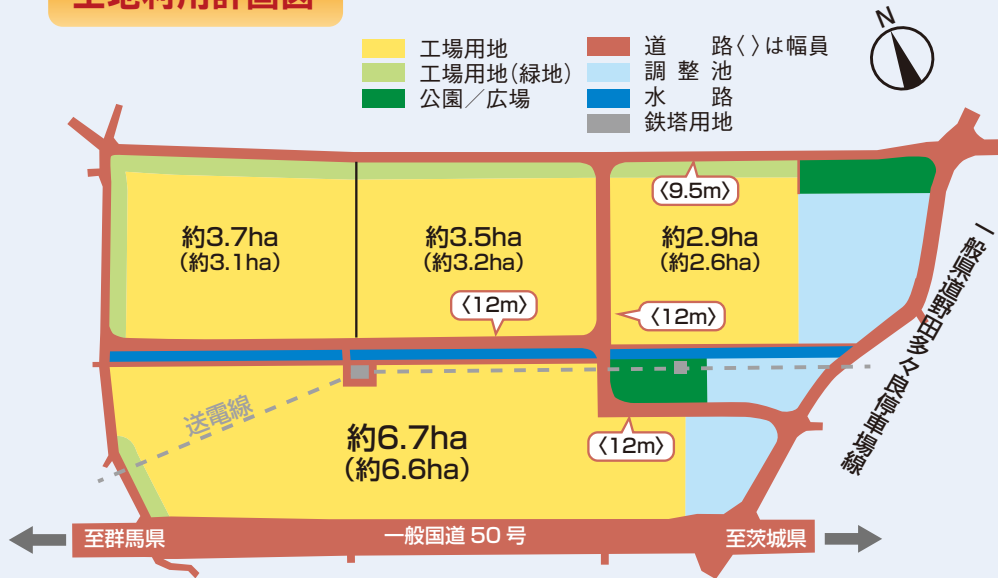 土地利用計画図
N
工場用地
工場用地(緑地)
公園／広場
道　　路〈 〉は幅員
調 整 池
水　　路
鉄塔用地
〈9.5m〉
約3.7ha
(約3.1ha)
約3.5ha
(約3.2ha)
約2.9ha
(約2.6ha)
〈12m〉
〈12m〉
一般県道野田多々良停車場線
送電線
約6.7ha
(約6.6ha)
〈12m〉
至群馬県
一般国道 50 号
至茨城県